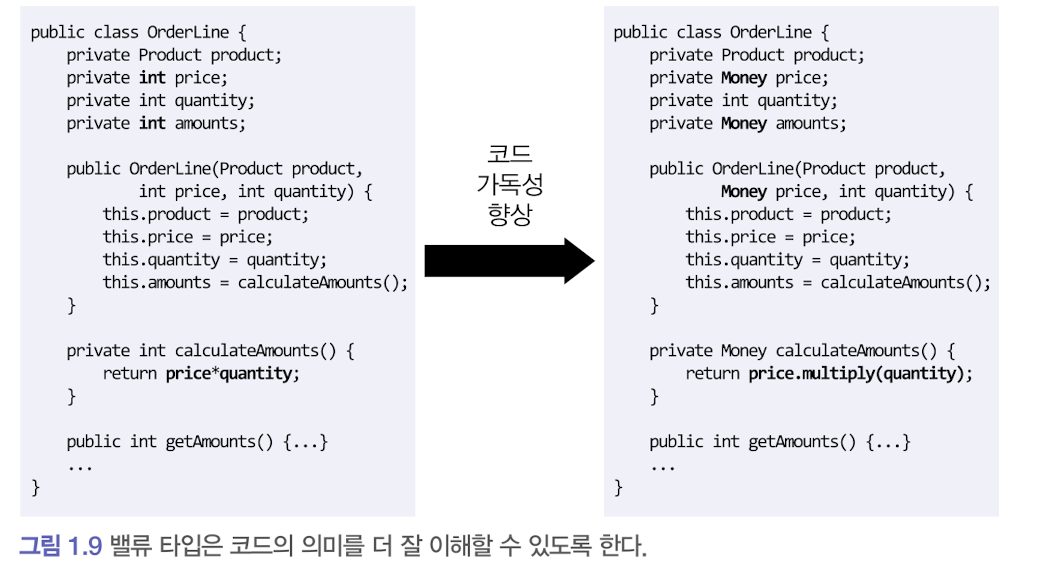 public class OrderLine {
    private Product product;
    private int price;
    private int quantity;
    private int amounts;

    public OrderLine(Product product,
            int price, int quantity) {
        this.product = product;
        this.price = price;
        this.quantity = quantity;
        this.amounts = calculateAmounts();
    }

    private int calculateAmounts() {
        return price*quantity;
    }

    public int getAmounts() {...}
    ...
}
코드
가독성
향상
public class OrderLine {
    private Product product;
    private Money price;
    private int quantity;
    private Money amounts;

    public OrderLine(Product product,
            Money price, int quantity) {
        this.product = product;
        this.price = price;
        this.quantity = quantity;
        this.amounts = calculateAmounts();
    }

    private Money calculateAmounts() {
        return price.multiply(quantity);
    }

    public int getAmounts() {...}
    ...
}
그림 1.9 밸류 타입은 코드의 의미를 더 잘 이해할 수 있도록 한다.